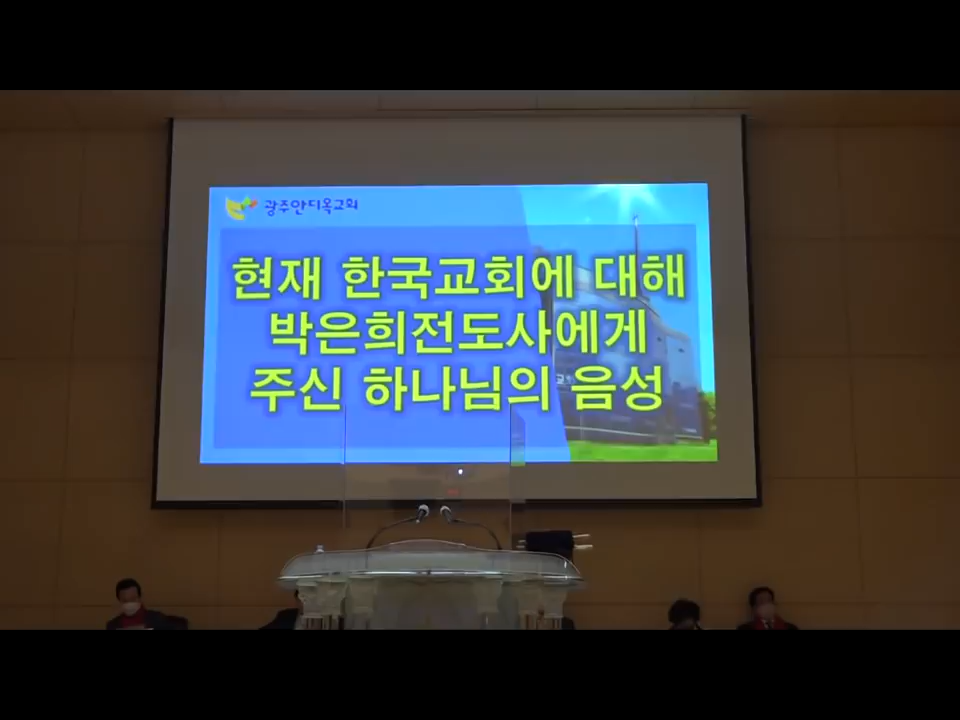 광주안디옥교회
현재 한국교회에 대해
박은희전도사에게
주신 하나님의 음성